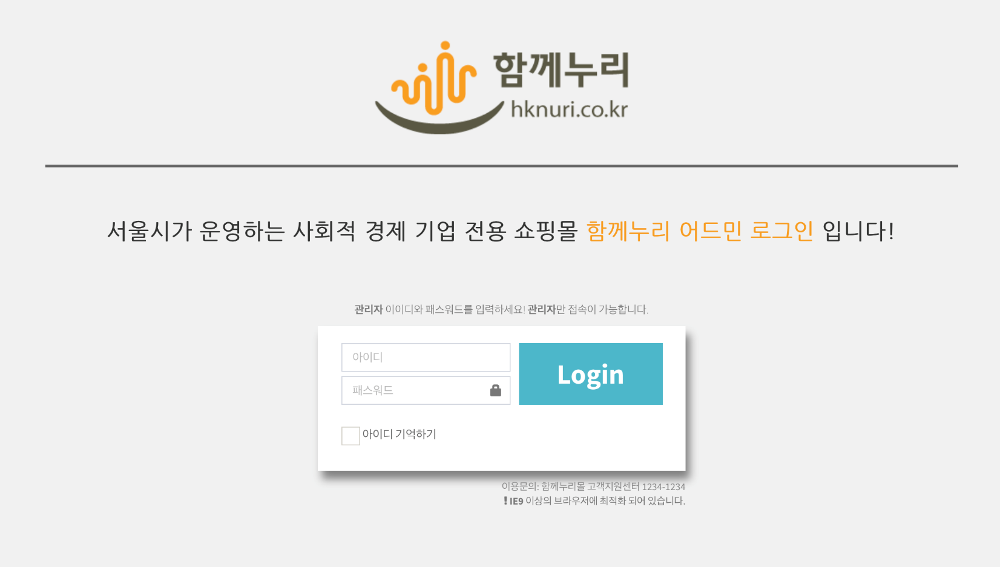 함께누리
hknuri.co.kr
서울시가 운영하는 사회적 경제 기업 전용 쇼핑몰 함께누리 어드민 로그인 입니다!
관리자 이이디와 패스워드를 입력하세요! 관리자만 접속이 가능합니다.
아이디
패스워드
Login
아이디 기억하기
이용문의: 함께누리몰 고객지원센터 1234-1234
! IE9 이상의 브라우저에 최적화 되어 있습니다.